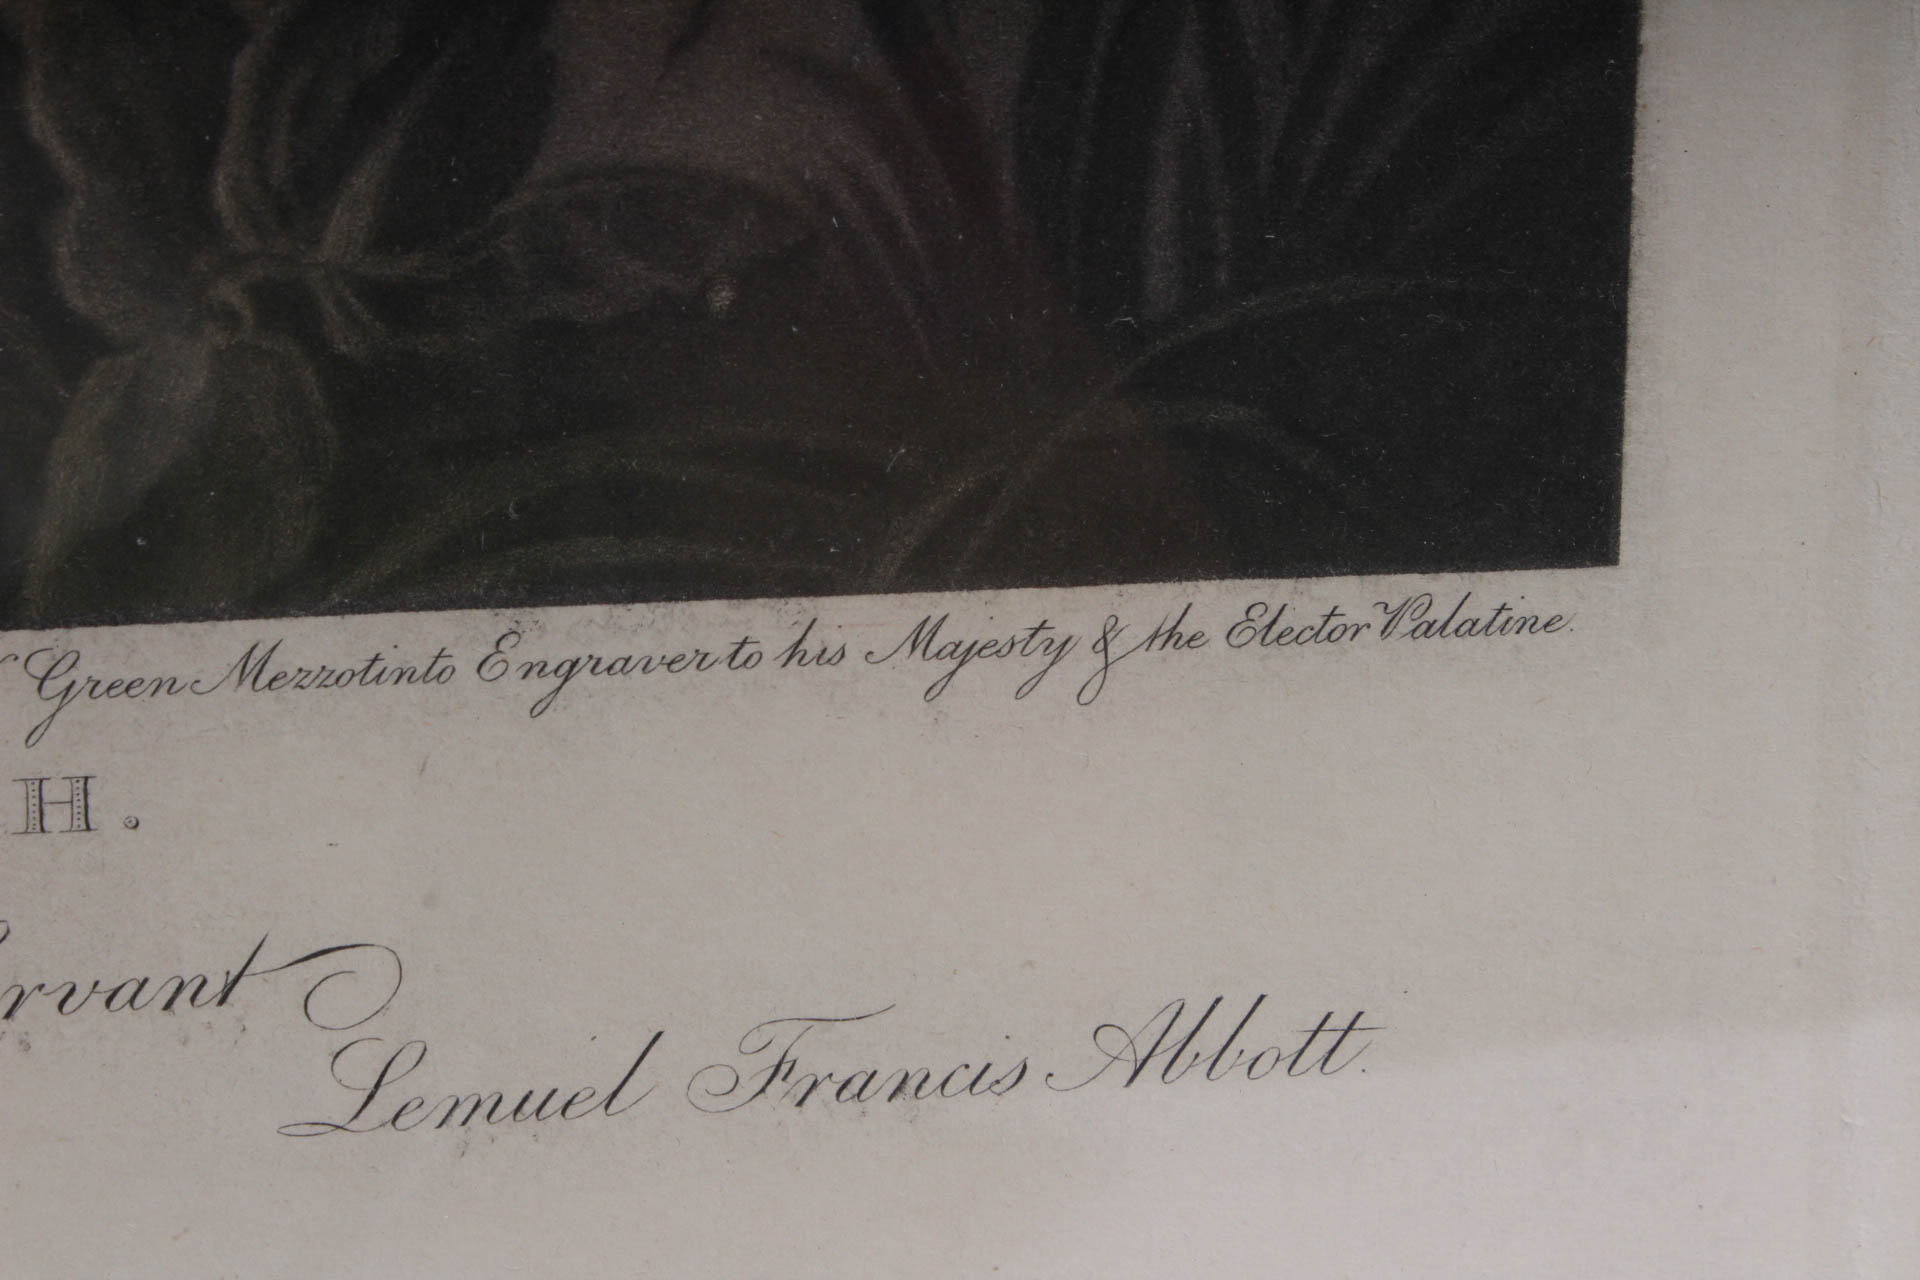 Green Mezzotinto Engraver to his Majesty & the Elector Palatine.
H.
rvant
Lemuel Francis Abbott.